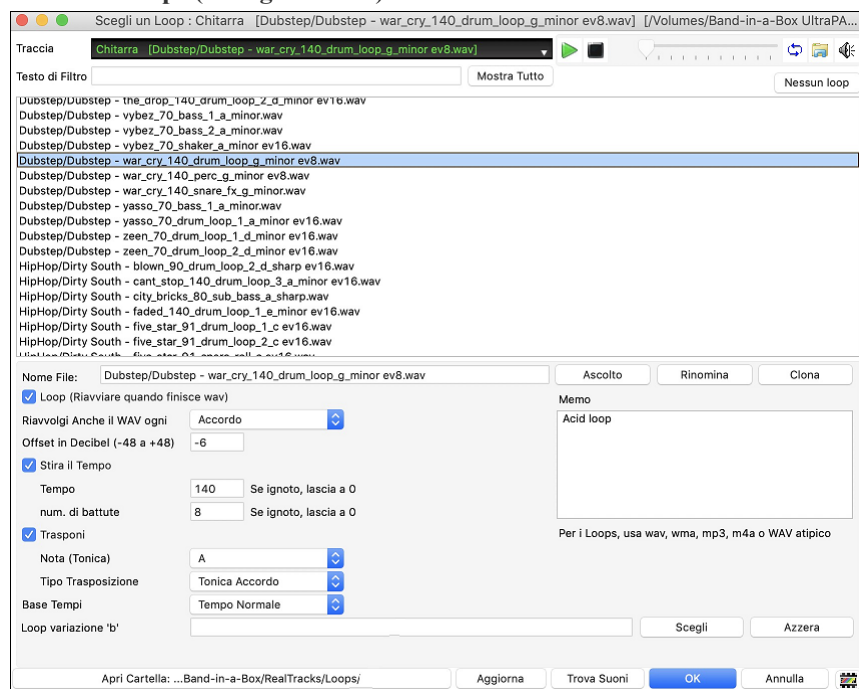 Scegli un Loop : Chitarra [Dubstep/Dubstep - war_cry_140_drum_loop_g_minor ev8.wav] [/Volumes/Band-in-a-Box UltraPA...
Traccia
Chitarra [Dubstep/Dubstep - war_cry_140_drum_loop_g_minor ev8.wav]
Testo di Filtro
Mostra Tutto
Nessun loop
Dubstep/Dubstep - the_drop_140_drum_loop_2_d_minor ev16.wav
Dubstep/Dubstep - vybez_70_bass_1_a_minor.wav
Dubstep/Dubstep - vybez_70_bass_2_a_minor.wav
Dubstep/Dubstep - vybez_70_shaker_a_minor ev16.wav
Dubstep/Dubstep - war_cry_140_drum_loop_g_minor ev8.wav
Dubstep/Dubstep - war_cry_140_perc_g_minor ev8.wav
Dubstep/Dubstep - war_cry_140_snare_fx_g_minor.wav
Dubstep/Dubstep - yasso_70_bass_1_a_minor.wav
Dubstep/Dubstep - yasso_70_drum_loop_1_a_minor ev16.wav
Dubstep/Dubstep - zeen_70_drum_loop_1_d_minor ev16.wav
Dubstep/Dubstep - zeen_70_drum_loop_2_d_minor ev16.wav
HipHop/Dirty South - blown_90_drum_loop_2_d_sharp ev16.wav
HipHop/Dirty South - cant_stop_140_drum_loop_3_a_minor ev16.wav
HipHop/Dirty South - city_bricks_80_sub_bass_a_sharp.wav
HipHop/Dirty South - faded_140_drum_loop_1_e_minor ev16.wav
HipHop/Dirty South - five_star_91_drum_loop_1_c ev16.wav
HipHop/Dirty South - five_star_91_drum_loop_2_c ev16.wav
Nome File:
Dubstep/Dubstep - war_cry_140_drum_loop_g_minor ev8.wav
Ascolto
Rinomina
Clona
Loop (Riavviare quando finisce wav)
Memo
Riavvolgi Anche il WAV ogni
Accordo
Acid loop
Offset in Decibel (-48 a +48)
-6
Stira il Tempo
Tempo
140
Se ignoto, lascia a 0
num. di battute
8
Se ignoto, lascia a 0
Trasponi
Per i Loops, usa wav, wma, mp3, m4a o WAV atipico
Nota (Tonica)
A
Tipo Trasposizione
Tonica Accordo
Base Tempi
Tempo Normale
Loop variazione 'b'
Scegli
Azzera
Apri Cartella: ...Band-in-a-Box/RealTracks/Loops/
Aggiorna
Trova Suoni
OK
Annulla